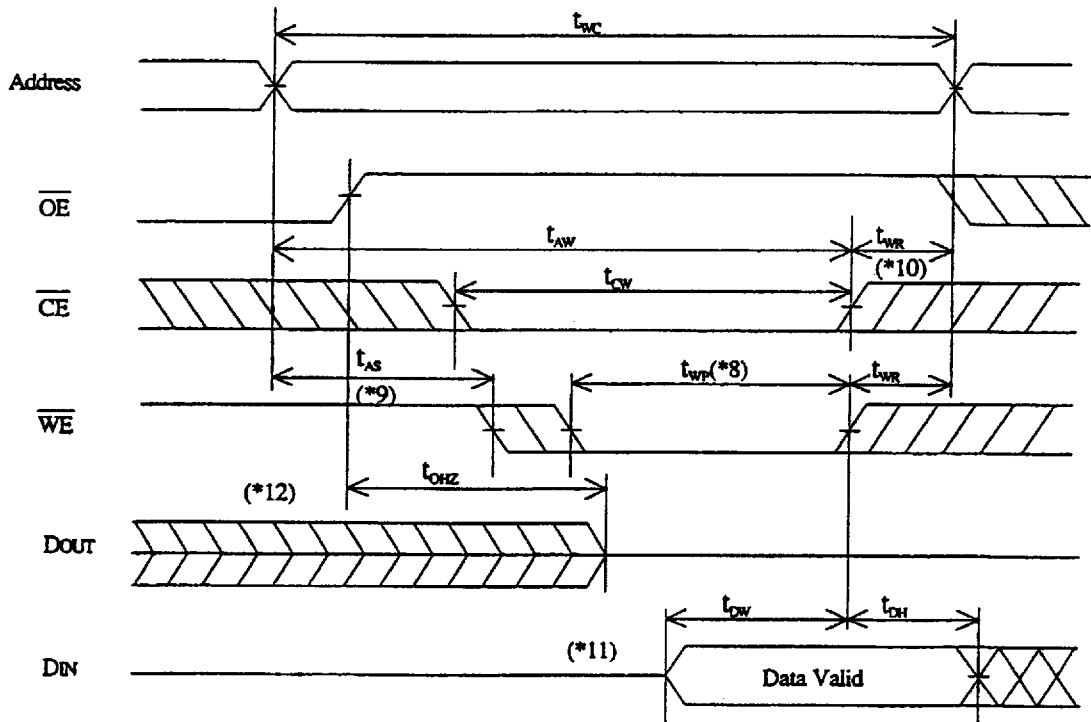 tWC
Address
OE
tAW
tWR
(*10)
CE
tCW
tAS
(*9)
tWP(*8)
tWR
WE
tOHZ
(*12)
DOUT
tDW
tDH
(*11)
DIN
Data Valid